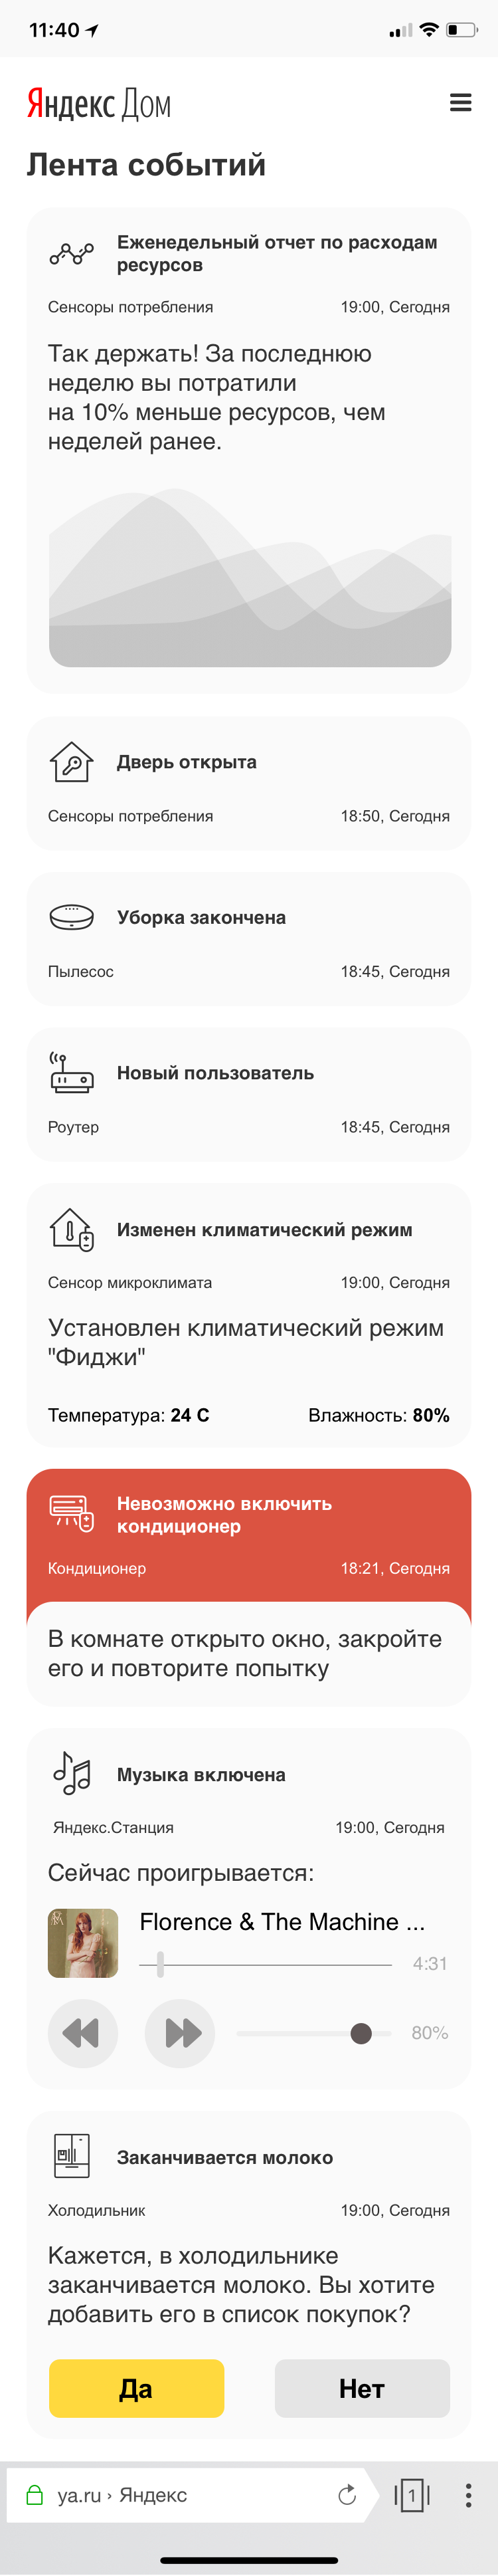 11:40
Яндекс Дом
Лента событий
Еженедельный отчет по расходам
ресурсов
Сенсоры потребления 19:00, Сегодня
Так держать! За последнюю
неделю вы потратили
на 10% меньше ресурсов, чем
неделей ранее.
Дверь открыта
Сенсоры потребления 18:50, Сегодня
Уборка закончена
Пылесос 18:45, Сегодня
Новый пользователь
Роутер 18:45, Сегодня
Изменен климатический режим
Сенсор микроклимата 19:00, Сегодня
Установлен климатический режим
"Фиджи"
Температура: 24 C Влажность: 80%
Невозможно включить
кондиционер
Кондиционер 18:21, Сегодня
В комнате открыто окно, закройте
его и повторите попытку
Музыка включена
Яндекс.Станция 19:00, Сегодня
Сейчас проигрывается:
Florence & The Machine ...
4:31
80%
Заканчивается молоко
Холодильник 19:00, Сегодня
Кажется, в холодильнике
заканчивается молоко. Вы хотите
добавить его в список покупок?
Да Нет
ya.ru › Яндекс 1